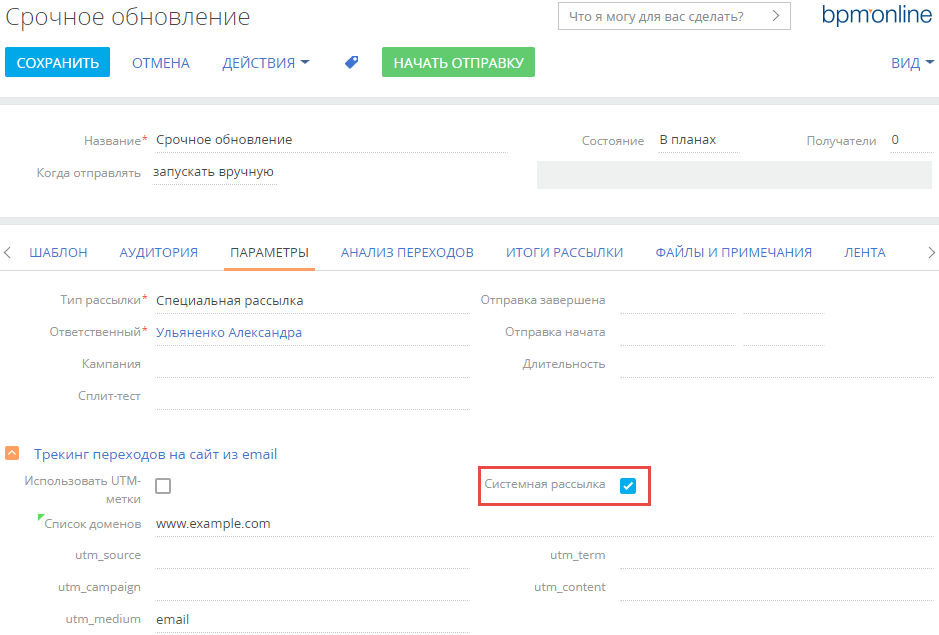 Срочное обновление
Что я могу для вас сделать?
bpmonline
СОХРАНИТЬ ОТМЕНА ДЕЙСТВИЯ НАЧАТЬ ОТПРАВКУ ВИД
Название* Срочное обновление Состояние В планах Получатели 0
Когда отправлять запускать вручную
ШАБЛОН АУДИТОРИЯ ПАРАМЕТРЫ АНАЛИЗ ПЕРЕХОДОВ ИТОГИ РАССЫЛКИ ФАЙЛЫ И ПРИМЕЧАНИЯ ЛЕНТА
Тип рассылки* Специальная рассылка Отправка завершена
Ответственный* Ульяненко Александра Отправка начата
Кампания Длительность
Сплит-тест
Трекинг переходов на сайт из email
Использовать UTM-
метки
Системная рассылка
Список доменов www.example.com
utm_source utm_term
utm_campaign utm_content
utm_medium email